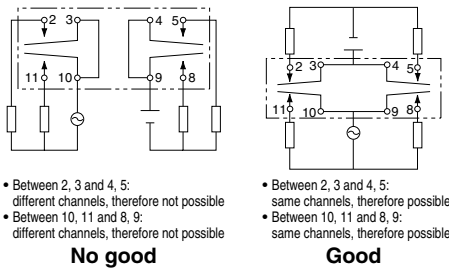 2 3 4 5
11 10 9 8
2 3 4 5
11 10 9 8
• Between 2, 3 and 4, 5:
different channels, therefore not possible
• Between 10, 11 and 8, 9:
different channels, therefore not possible
No good
• Between 2, 3 and 4, 5:
same channels, therefore possible
• Between 10, 11 and 8, 9:
same channels, therefore possible
Good